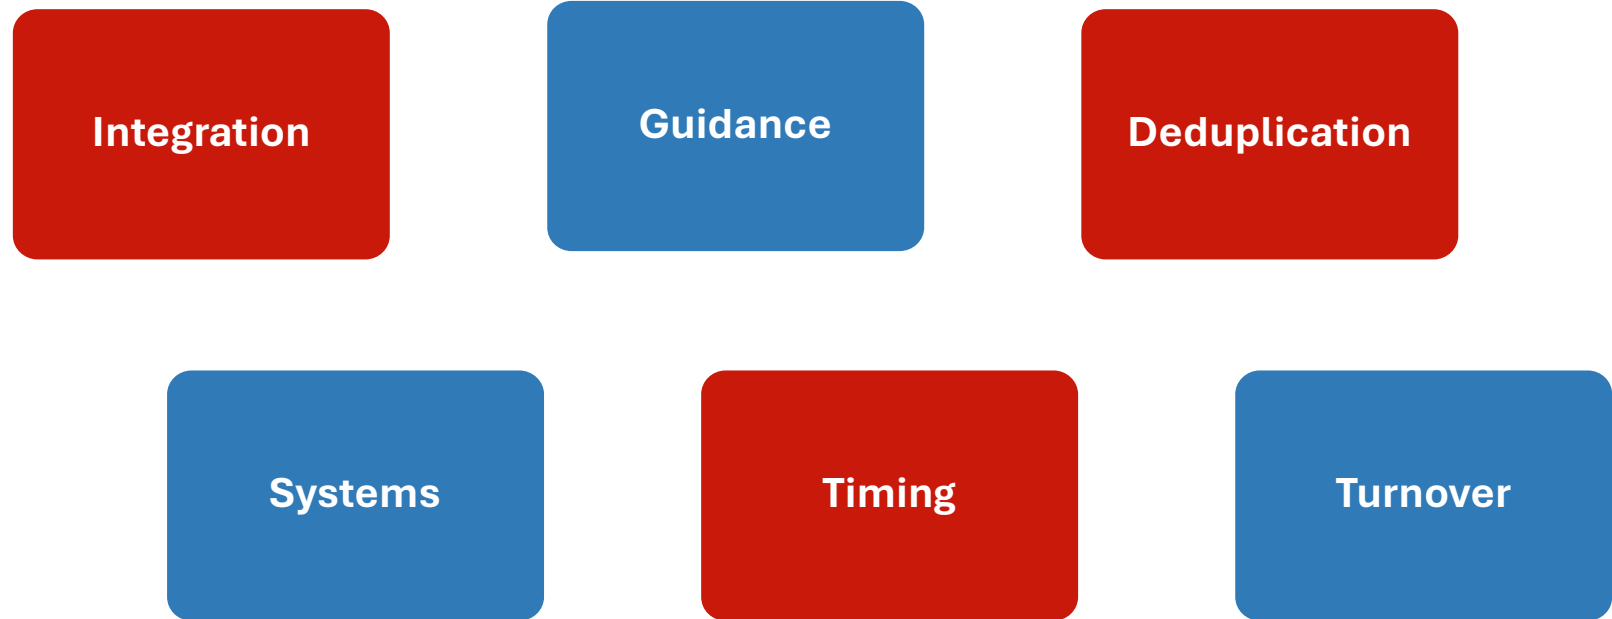 Integration
Guidance
Deduplication
Systems
Timing
Turnover